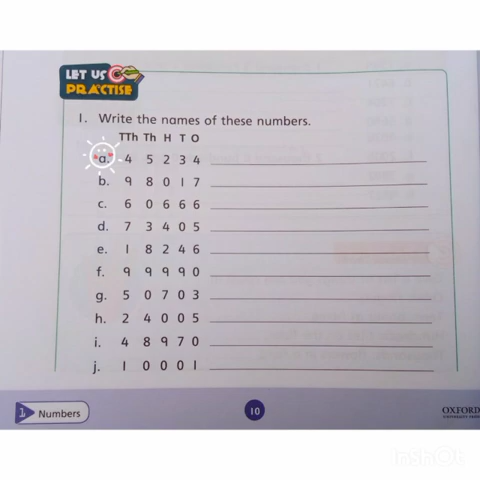 LET US
PRACTISE
1. Write the names of these numbers.
TTh Th H T O
a. 4 5 2 3 4
b. 9 8 0 1 7
c. 6 0 6 6 6
d. 7 3 4 0 5
e. 1 8 2 4 6
f. 9 9 9 9 0
g. 5 0 7 0 3
h. 2 4 0 0 5
i. 4 8 9 7 0
j. 1 0 0 0 1
1 Numbers
10
OXFORD
InShOt